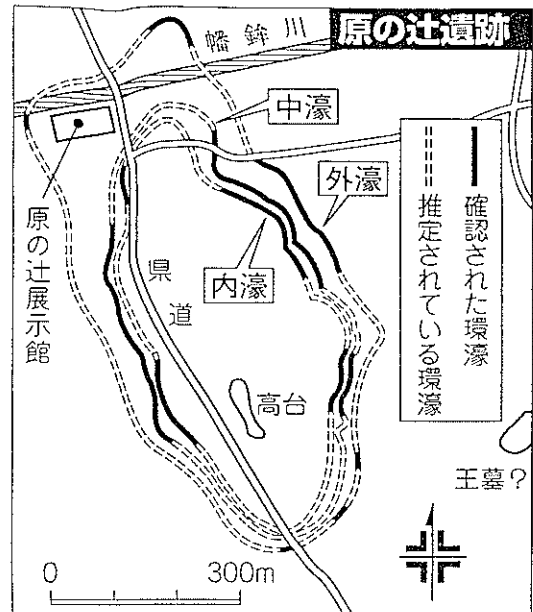 原の辻遺跡
幡鉾川
中濠
外濠
内濠
県道
高台
原の辻展示館
確認された環濠
推定されている環濠
王墓?
0 300m